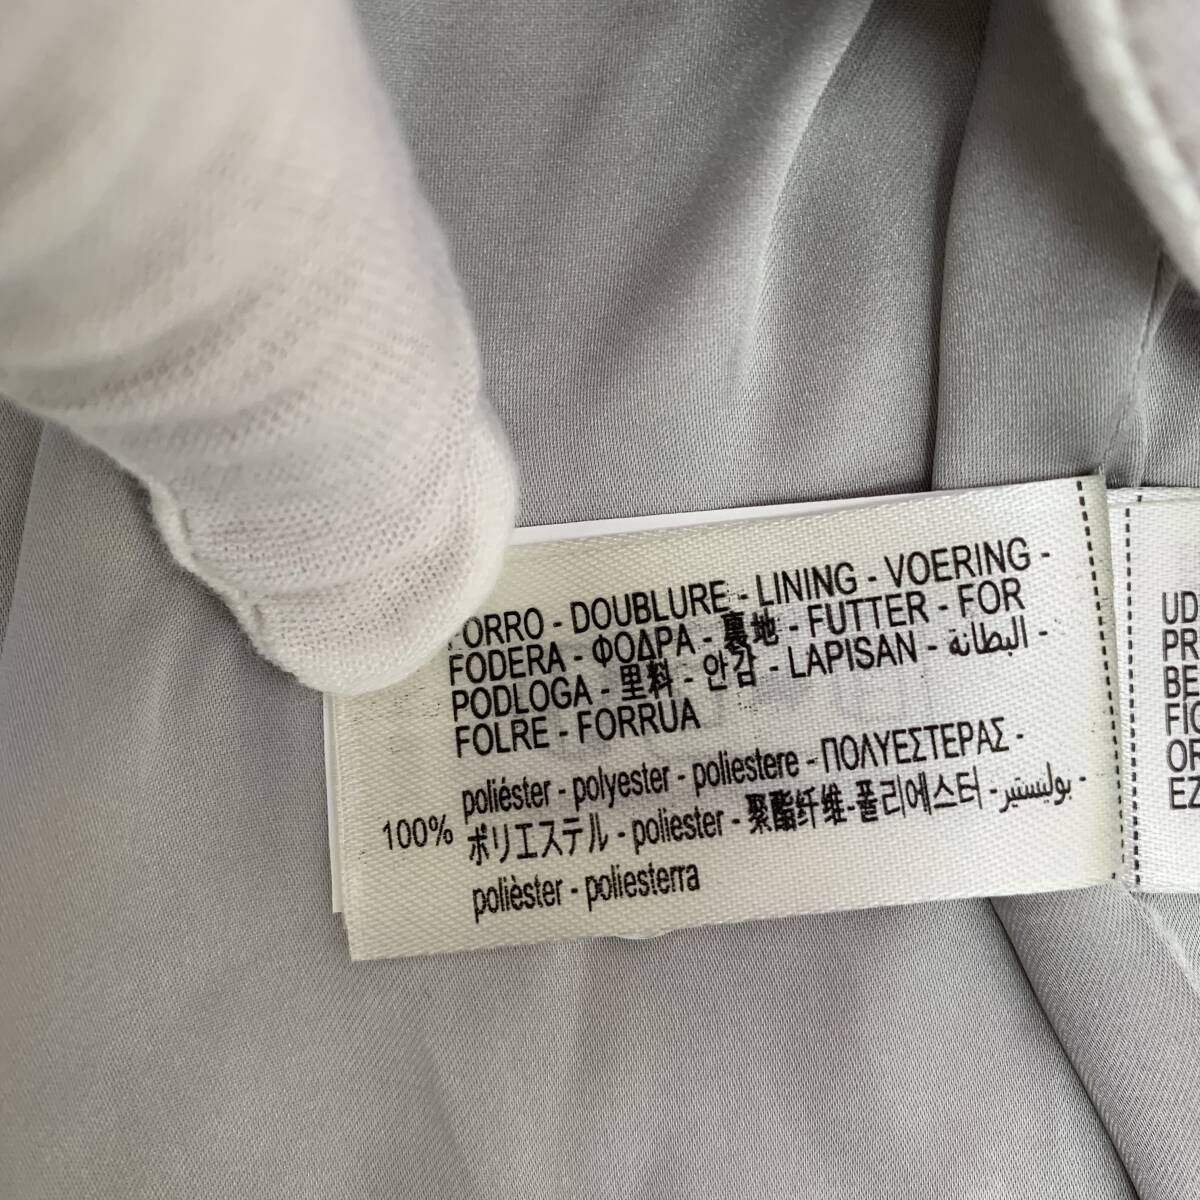 FORRO - DOUBLURE - LINING - VOERING -
FODERA - ΦΟΔΡΑ - 裏地 - FUTTER - FOR
PODLOGA - 里料 - 안감 - LAPISAN - البطانة -
FOLRE - FORRUA
100% poliéster - polyester - poliestere - ΠΟΛΥΕΣΤΕΡΑΣ -
ポリエステル - poliester - 聚酯纤维 - 폴리에스터 - بوليستير -
polièster - poliesterra
UD
PR
BE
FIC
OR
EZ